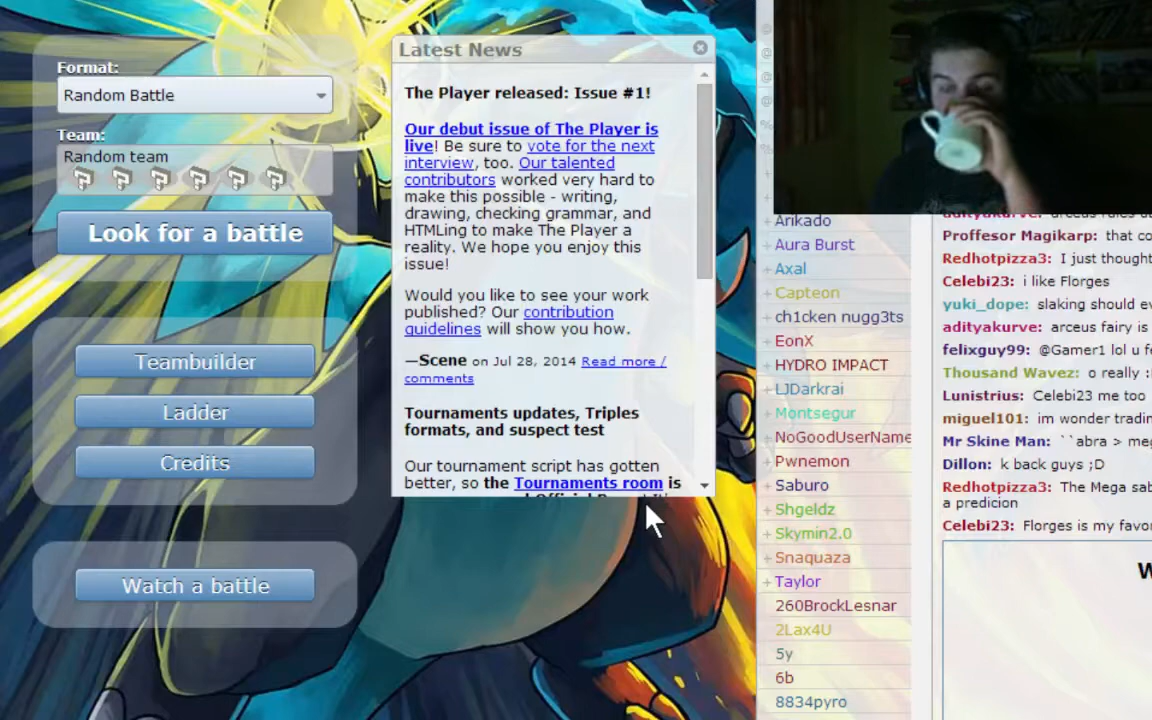 Format:
Random Battle
Team:
Random team
Look for a battle
Teambuilder
Ladder
Credits
Watch a battle
Latest News
The Player released: Issue #1!
Our debut issue of The Player is
live! Be sure to vote for the next
interview, too. Our talented
contributors worked very hard to
make this possible - writing,
drawing, checking grammar, and
HTMLing to make The Player a
reality. We hope you enjoy this
issue!
Would you like to see your work
published? Our contribution
guidelines will show you how.
—Scene on Jul 28, 2014 Read more /
comments
Tournaments updates, Triples
formats, and suspect test
Our tournament script has gotten
better, so the Tournaments room is
Arikado
Aura Burst
+Axal
+Capteon
+ch1cken nugg3ts
+EonX
+HYDRO IMPACT
+LJDarkrai
+Montsegur
+NoGoodUserName
+Pwnemon
+Saburo
+Shgeldz
+Skymin2.0
+Snaquaza
+Taylor
260BrockLesnar
2Lax4U
5y
6b
8834pyro
Proffesor Magikarp: that co
Redhotpizza3: I just thought
Celebi23: i like Florges
yuki_dope: slaking should ev
adityakurve: arceus fairy is
felixguy99: @Gamer1 lol u f
Thousand Wavez: o really :
Lunistrius: Celebi23 me too
miguel101: im wonder tradin
Mr Skine Man: ``abra > meg
Dillon: k back guys ;D
Redhotpizza3: The Mega sab
a predicion
Celebi23: Florges is my favo
W